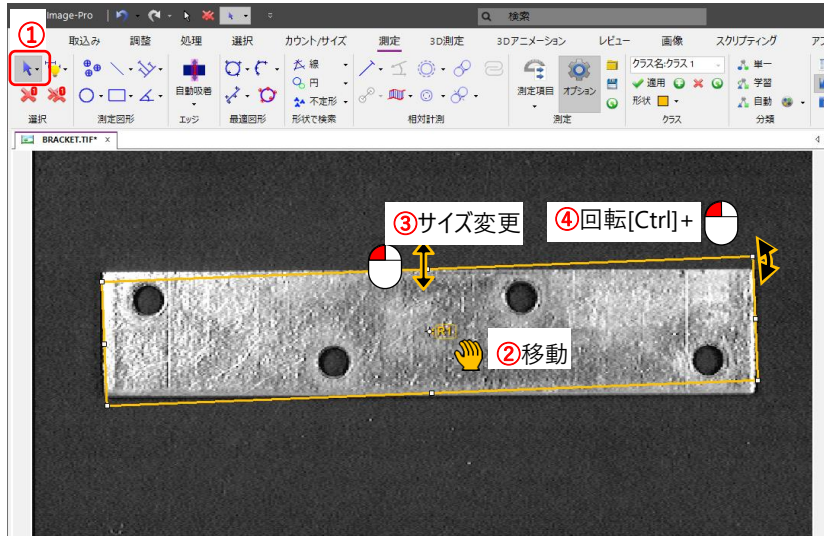 Image-Pro
検索
①
取込み 調整 処理 選択 カウント/サイズ 測定 3D測定 3Dアニメーション レビュー 画像 スクリプティング
線
クラス名:クラス 1
単一
自動吸着
円
測定項目 オプション
適用
学習
不定形
形状
自動
選択 測定図形 エッジ 最適図形 形状で検索 相対計測 測定 クラス 分類
BRACKET.TIF* ×
③サイズ変更
④回転[Ctrl]+
R1
②移動